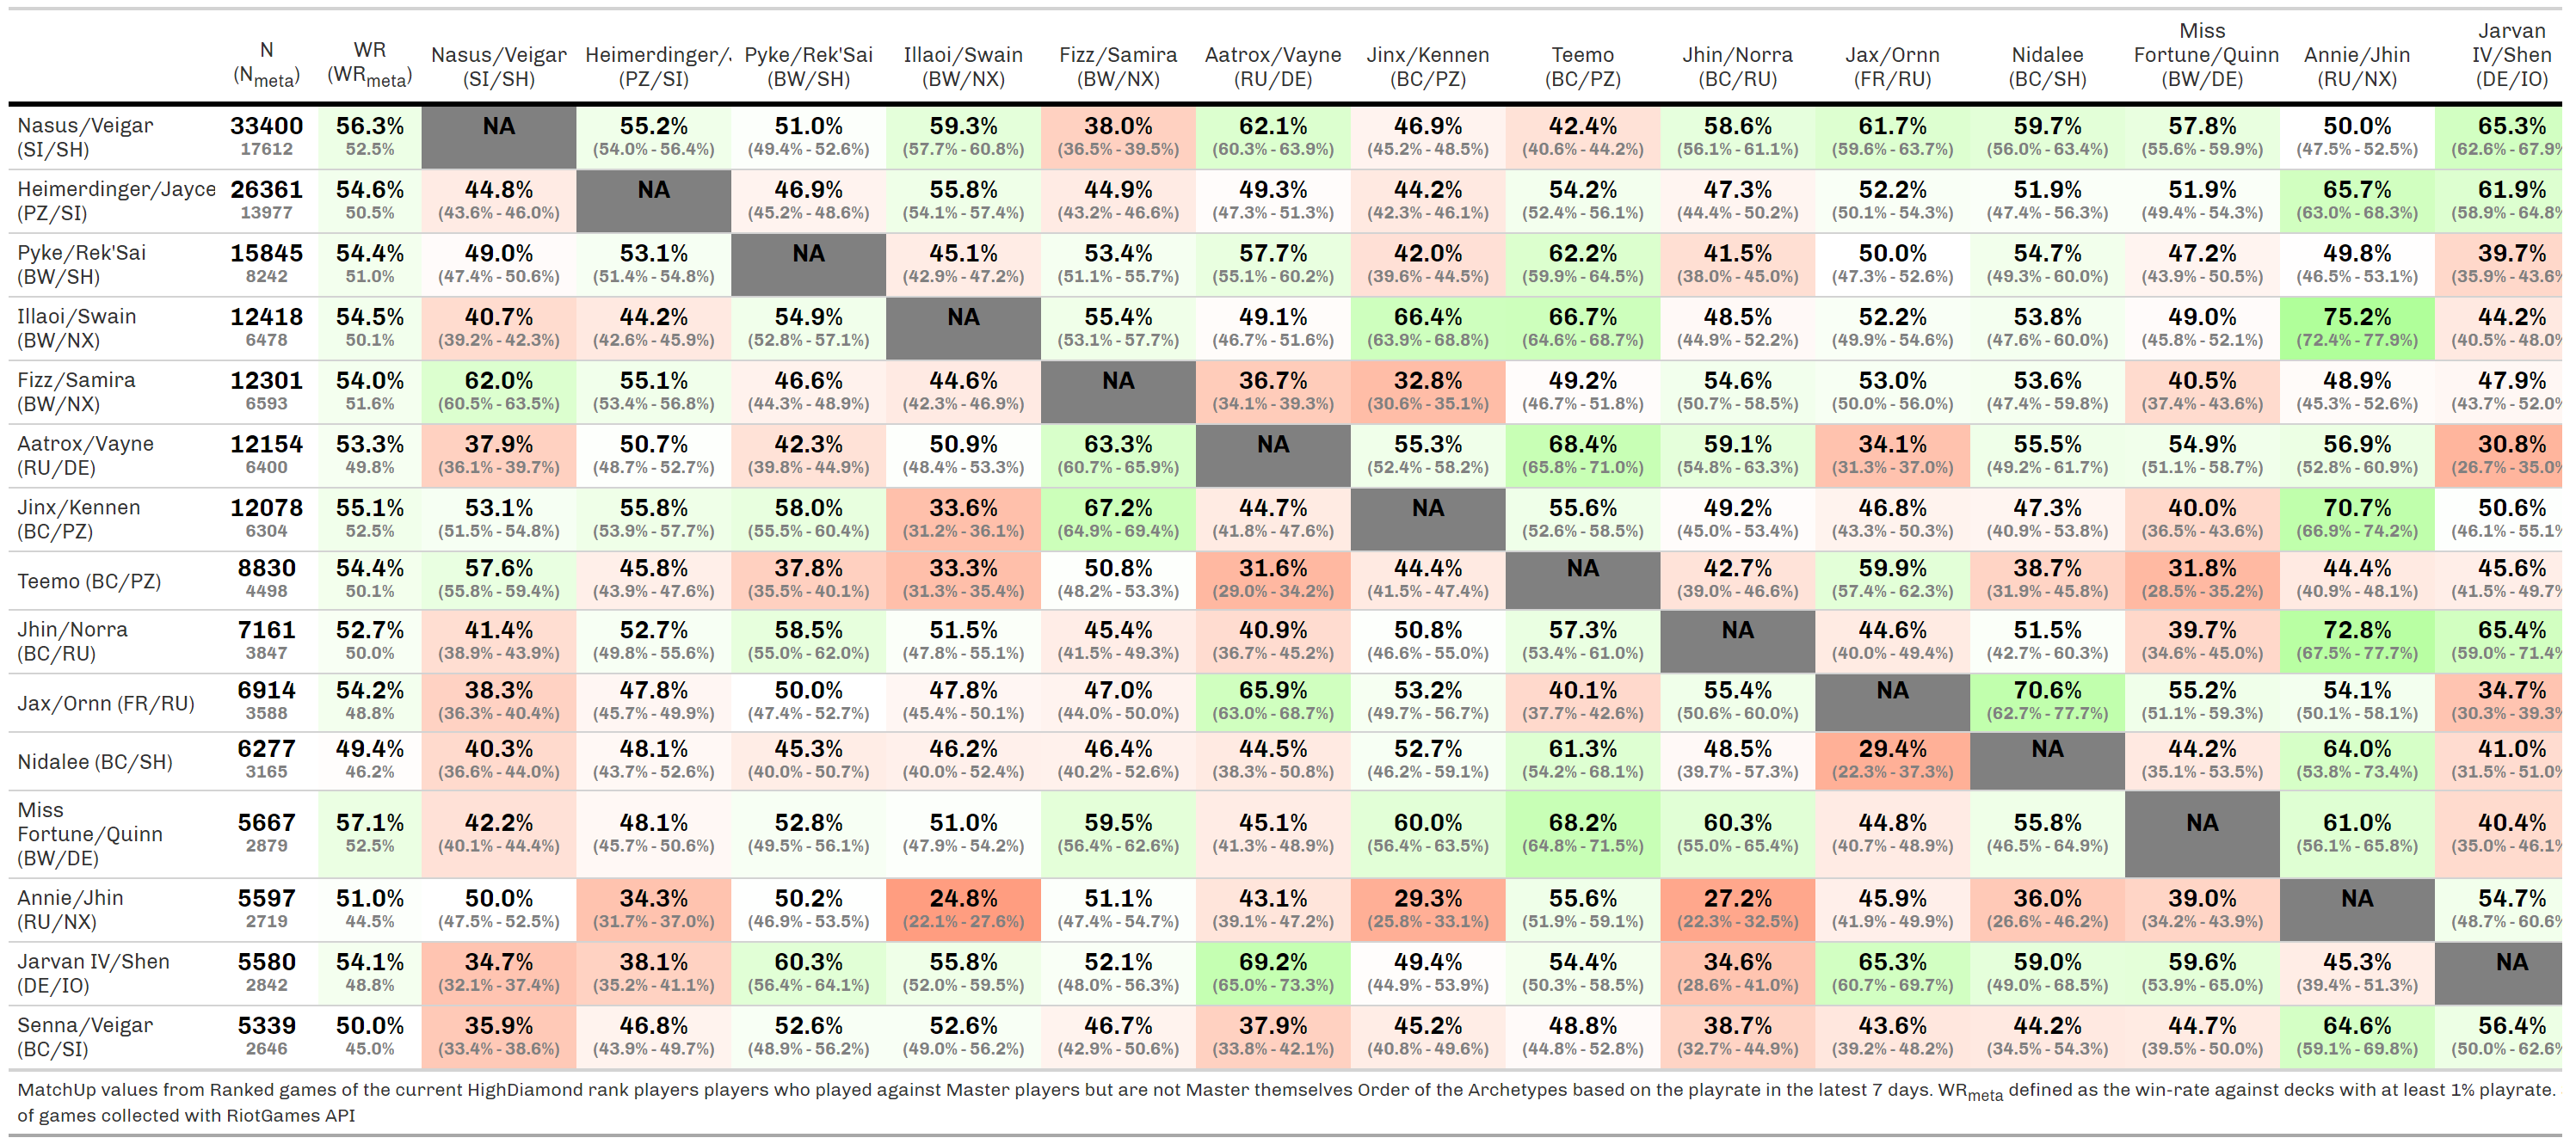 N (N_meta) WR (WR_meta) Nasus/Veigar (SI/SH) Heimerdinger/ (PZ/SI) Pyke/Rek'Sai (BW/SH) Illaoi/Swain (BW/NX) Fizz/Samira (BW/NX) Aatrox/Vayne (RU/DE) Jinx/Kennen (BC/PZ) Teemo (BC/PZ) Jhin/Norra (BC/RU) Jax/Ornn (FR/RU) Nidalee (BC/SH) Miss Fortune/Quinn (BW/DE) Annie/Jhin (RU/NX) Jarvan IV/Shen (DE/IO)
Nasus/Veigar 33400 56.3% NA 55.2% 51.0% 59.3% 38.0% 62.1% 46.9% 42.4% 58.6% 61.7% 59.7% 57.8% 50.0% 65.3%
(SI/SH) 17612 52.5% (54.0% - 56.4%) (49.4% - 52.6%) (57.7% - 60.8%) (36.5% - 39.5%) (60.3% - 63.9%) (45.2% - 48.5%) (40.6% - 44.2%) (56.1% - 61.1%) (59.6% - 63.7%) (56.0% - 63.4%) (55.6% - 59.9%) (47.5% - 52.5%) (62.6% - 67.9%
Heimerdinger/Jayce 26361 54.6% 44.8% NA 46.9% 55.8% 44.9% 49.3% 44.2% 54.2% 47.3% 52.2% 51.9% 51.9% 65.7% 61.9%
(PZ/SI) 13977 50.5% (43.6% - 46.0%) (45.2% - 48.6%) (54.1% - 57.4%) (43.2% - 46.6%) (47.3% - 51.3%) (42.3% - 46.1%) (52.4% - 56.1%) (44.4% - 50.2%) (50.1% - 54.3%) (47.4% - 56.3%) (49.4% - 54.3%) (63.0% - 68.3%) (58.9% - 64.8%
Pyke/Rek'Sai 15845 54.4% 49.0% 53.1% NA 45.1% 53.4% 57.7% 42.0% 62.2% 41.5% 50.0% 54.7% 47.2% 49.8% 39.7%
(BW/SH) 8242 51.0% (47.4% - 50.6%) (51.4% - 54.8%) (42.9% - 47.2%) (51.1% - 55.7%) (55.1% - 60.2%) (39.6% - 44.5%) (59.9% - 64.5%) (38.0% - 45.0%) (47.3% - 52.6%) (49.3% - 60.0%) (43.9% - 50.5%) (46.5% - 53.1%) (35.9% - 43.6%
Illaoi/Swain 12418 54.5% 40.7% 44.2% 54.9% NA 55.4% 49.1% 66.4% 66.7% 48.5% 52.2% 53.8% 49.0% 75.2% 44.2%
(BW/NX) 6478 50.1% (39.2% - 42.3%) (42.6% - 45.9%) (52.8% - 57.1%) (53.1% - 57.7%) (46.7% - 51.6%) (63.9% - 68.8%) (64.6% - 68.7%) (44.9% - 52.2%) (49.9% - 54.6%) (47.6% - 60.0%) (45.8% - 52.1%) (72.4% - 77.9%) (40.5% - 48.0%
Fizz/Samira 12301 54.0% 62.0% 55.1% 46.6% 44.6% NA 36.7% 32.8% 49.2% 54.6% 53.0% 53.6% 40.5% 48.9% 47.9%
(BW/NX) 6593 51.6% (60.5% - 63.5%) (53.4% - 56.8%) (44.3% - 48.9%) (42.3% - 46.9%) (34.1% - 39.3%) (30.6% - 35.1%) (46.7% - 51.8%) (50.7% - 58.5%) (50.0% - 56.0%) (47.4% - 59.8%) (37.4% - 43.6%) (45.3% - 52.6%) (43.7% - 52.0%
Aatrox/Vayne 12154 53.3% 37.9% 50.7% 42.3% 50.9% 63.3% NA 55.3% 68.4% 59.1% 34.1% 55.5% 54.9% 56.9% 30.8%
(RU/DE) 6400 49.8% (36.1% - 39.7%) (48.7% - 52.7%) (39.8% - 44.9%) (48.4% - 53.3%) (60.7% - 65.9%) (52.4% - 58.2%) (65.8% - 71.0%) (54.8% - 63.3%) (31.3% - 37.0%) (49.2% - 61.7%) (51.1% - 58.7%) (52.8% - 60.9%) (26.7% - 35.0%
Jinx/Kennen 12078 55.1% 53.1% 55.8% 58.0% 33.6% 67.2% 44.7% NA 55.6% 49.2% 46.8% 47.3% 40.0% 70.7% 50.6%
(BC/PZ) 6304 52.5% (51.5% - 54.8%) (53.9% - 57.7%) (55.5% - 60.4%) (31.2% - 36.1%) (64.9% - 69.4%) (41.8% - 47.6%) (52.6% - 58.5%) (45.0% - 53.4%) (43.3% - 50.3%) (40.9% - 53.8%) (36.5% - 43.6%) (66.9% - 74.2%) (46.1% - 55.1%
Teemo (BC/PZ) 8830 54.4% 57.6% 45.8% 37.8% 33.3% 50.8% 31.6% 44.4% NA 42.7% 59.9% 38.7% 31.8% 44.4% 45.6%
4498 50.1% (55.8% - 59.4%) (43.9% - 47.6%) (35.5% - 40.1%) (31.3% - 35.4%) (48.2% - 53.3%) (29.0% - 34.2%) (41.5% - 47.4%) (39.0% - 46.6%) (57.4% - 62.3%) (31.9% - 45.8%) (28.5% - 35.2%) (40.9% - 48.1%) (41.5% - 49.7%
Jhin/Norra 7161 52.7% 41.4% 52.7% 58.5% 51.5% 45.4% 40.9% 50.8% 57.3% NA 44.6% 51.5% 39.7% 72.8% 65.4%
(BC/RU) 3847 50.0% (38.9% - 43.9%) (49.8% - 55.6%) (55.0% - 62.0%) (47.8% - 55.1%) (41.5% - 49.3%) (36.7% - 45.2%) (46.6% - 55.0%) (53.4% - 61.0%) (40.0% - 49.4%) (42.7% - 60.3%) (34.6% - 45.0%) (67.5% - 77.7%) (59.0% - 71.4%
Jax/Ornn (FR/RU) 6914 54.2% 38.3% 47.8% 50.0% 47.8% 47.0% 65.9% 53.2% 40.1% 55.4% NA 70.6% 55.2% 54.1% 34.7%
3588 48.8% (36.3% - 40.4%) (45.7% - 49.9%) (47.4% - 52.7%) (45.4% - 50.1%) (44.0% - 50.0%) (63.0% - 68.7%) (49.7% - 56.7%) (37.7% - 42.6%) (50.6% - 60.0%) (62.7% - 77.7%) (51.1% - 59.3%) (50.1% - 58.1%) (30.3% - 39.3%
Nidalee (BC/SH) 6277 49.4% 40.3% 48.1% 45.3% 46.2% 46.4% 44.5% 52.7% 61.3% 48.5% 29.4% NA 44.2% 64.0% 41.0%
3165 46.2% (36.6% - 44.0%) (43.7% - 52.6%) (40.0% - 50.7%) (40.0% - 52.4%) (40.2% - 52.6%) (38.3% - 50.8%) (46.2% - 59.1%) (54.2% - 68.1%) (39.7% - 57.3%) (22.3% - 37.3%) (35.1% - 53.5%) (53.8% - 73.4%) (31.5% - 51.0%
Miss
Fortune/Quinn 5667 57.1% 42.2% 48.1% 52.8% 51.0% 59.5% 45.1% 60.0% 68.2% 60.3% 44.8% 55.8% NA 61.0% 40.4%
(BW/DE) 2879 52.5% (40.1% - 44.4%) (45.7% - 50.6%) (49.5% - 56.1%) (47.9% - 54.2%) (56.4% - 62.6%) (41.3% - 48.9%) (56.4% - 63.5%) (64.8% - 71.5%) (55.0% - 65.4%) (40.7% - 48.9%) (46.5% - 64.9%) (56.1% - 65.8%) (35.0% - 46.1%
Annie/Jhin 5597 51.0% 50.0% 34.3% 50.2% 24.8% 51.1% 43.1% 29.3% 55.6% 27.2% 45.9% 36.0% 39.0% NA 54.7%
(RU/NX) 2719 44.5% (47.5% - 52.5%) (31.7% - 37.0%) (46.9% - 53.5%) (22.1% - 27.6%) (47.4% - 54.7%) (39.1% - 47.2%) (25.8% - 33.1%) (51.9% - 59.1%) (22.3% - 32.5%) (41.9% - 49.9%) (26.6% - 46.2%) (34.2% - 43.9%) (48.7% - 60.6%
Jarvan IV/Shen 5580 54.1% 34.7% 38.1% 60.3% 55.8% 52.1% 69.2% 49.4% 54.4% 34.6% 65.3% 59.0% 59.6% 45.3% NA
(DE/IO) 2842 48.8% (32.1% - 37.4%) (35.2% - 41.1%) (56.4% - 64.1%) (52.0% - 59.5%) (48.0% - 56.3%) (65.0% - 73.3%) (44.9% - 53.9%) (50.3% - 58.5%) (28.6% - 41.0%) (60.7% - 69.7%) (49.0% - 68.5%) (53.9% - 65.0%) (39.4% - 51.3%)
Senna/Veigar 5339 50.0% 35.9% 46.8% 52.6% 52.6% 46.7% 37.9% 45.2% 48.8% 38.7% 43.6% 44.2% 44.7% 64.6% 56.4%
(BC/SI) 2646 45.0% (33.4% - 38.6%) (43.9% - 49.7%) (48.9% - 56.2%) (49.0% - 56.2%) (42.9% - 50.6%) (33.8% - 42.1%) (40.8% - 49.6%) (44.8% - 52.8%) (32.7% - 44.9%) (39.2% - 48.2%) (34.5% - 54.3%) (39.5% - 50.0%) (59.1% - 69.8%) (50.0% - 62.6%
MatchUp values from Ranked games of the current HighDiamond rank players players who played against Master players but are not Master themselves Order of the Archetypes based on the playrate in the latest 7 days. WR_meta defined as the win-rate against decks with at least 1% playrate.
of games collected with RiotGames API